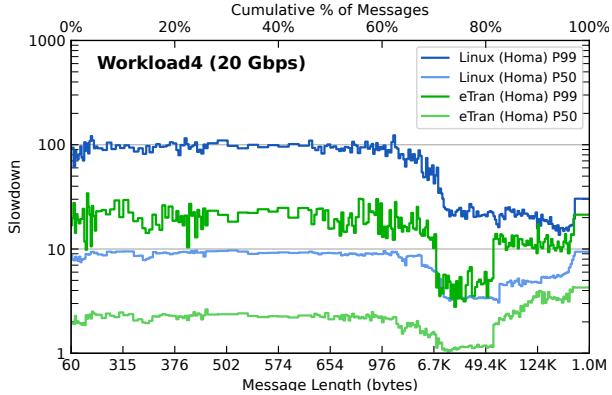 Cumulative % of Messages
0% 20% 40% 60% 80% 100%
1000
Workload4 (20 Gbps)
Linux (Homa) P99
Linux (Homa) P50
eTran (Homa) P99
eTran (Homa) P50
100
Slowdown
10
1
60 315 376 502 574 654 976 6.7K 49.4K 124K 1.0M
Message Length (bytes)